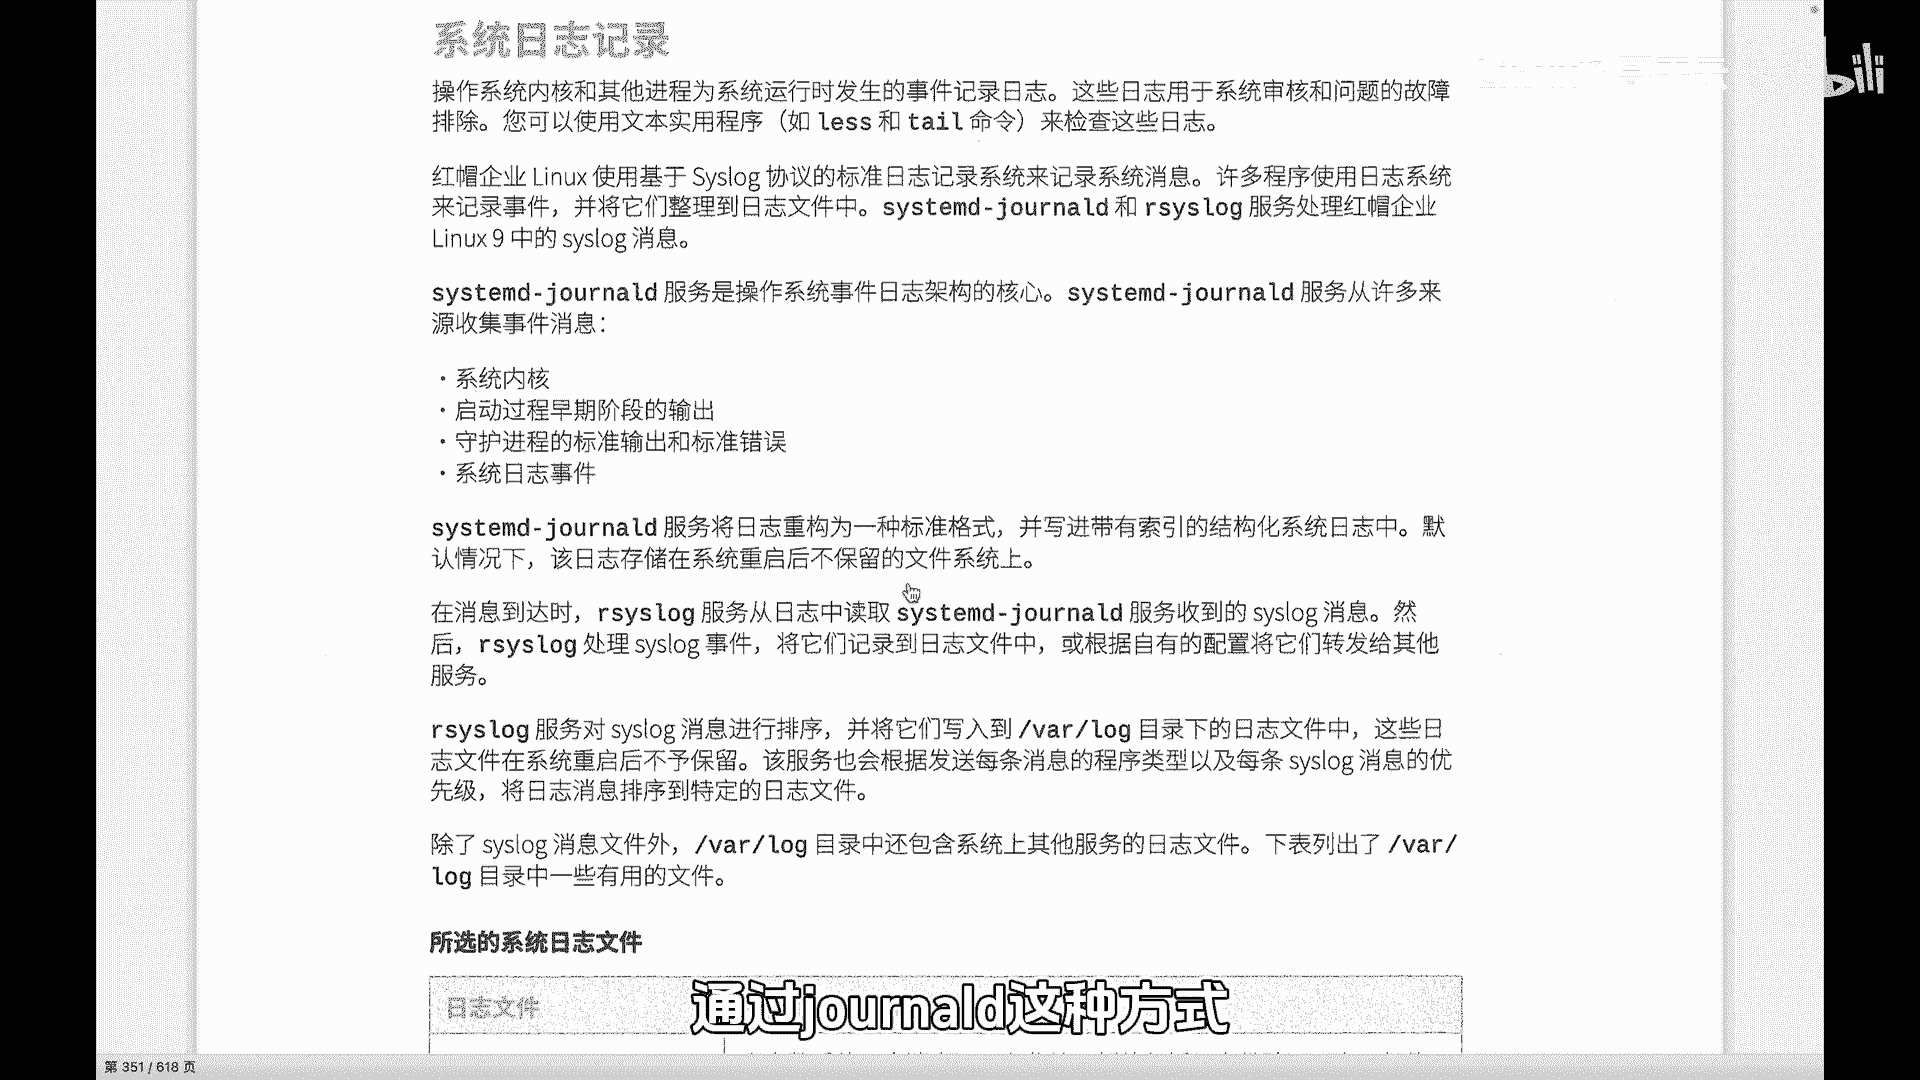 系统日志记录
操作系统内核和其他进程为系统运行时发生的事件记录日志。这些日志用于系统审核和问题的故障
排除。您可以使用文本实用程序（如 less 和 tail 命令）来检查这些日志。
红帽企业 Linux 使用基于 Syslog 协议的标准日志记录系统来记录系统消息。许多程序使用日志系统
来记录事件，并将它们整理到日志文件中。systemd-journald 和 rsyslog 服务处理红帽企业
Linux 9 中的 syslog 消息。
systemd-journald 服务是操作系统事件日志架构的核心。systemd-journald 服务从许多来
源收集事件消息：
・系统内核
・启动过程早期阶段的输出
・守护进程的标准输出和标准错误
・系统日志事件
systemd-journald 服务将日志重构为一种标准格式，并写进带有索引的结构化系统日志中。默
认情况下，该日志存储在系统重启后不保留的文件系统上。
在消息到达时，rsyslog 服务从日志中读取 systemd-journald 服务收到的 syslog 消息。然
后，rsyslog 处理 syslog 事件，将它们记录到日志文件中，或根据自有的配置将它们转发给其他
服务。
rsyslog 服务对 syslog 消息进行排序，并将它们写入到 /var/log 目录下的日志文件中，这些日
志文件在系统重启后不予保留。该服务也会根据发送每条消息的程序类型以及每条 syslog 消息的优
先级，将日志消息排序到特定的日志文件。
除了 syslog 消息文件外，/var/log 目录中还包含系统上其他服务的日志文件。下表列出了 /var/
log 目录中一些有用的文件。
所选的系统日志文件
日志文件
通过journald这种方式
第 351 / 618 页
bili